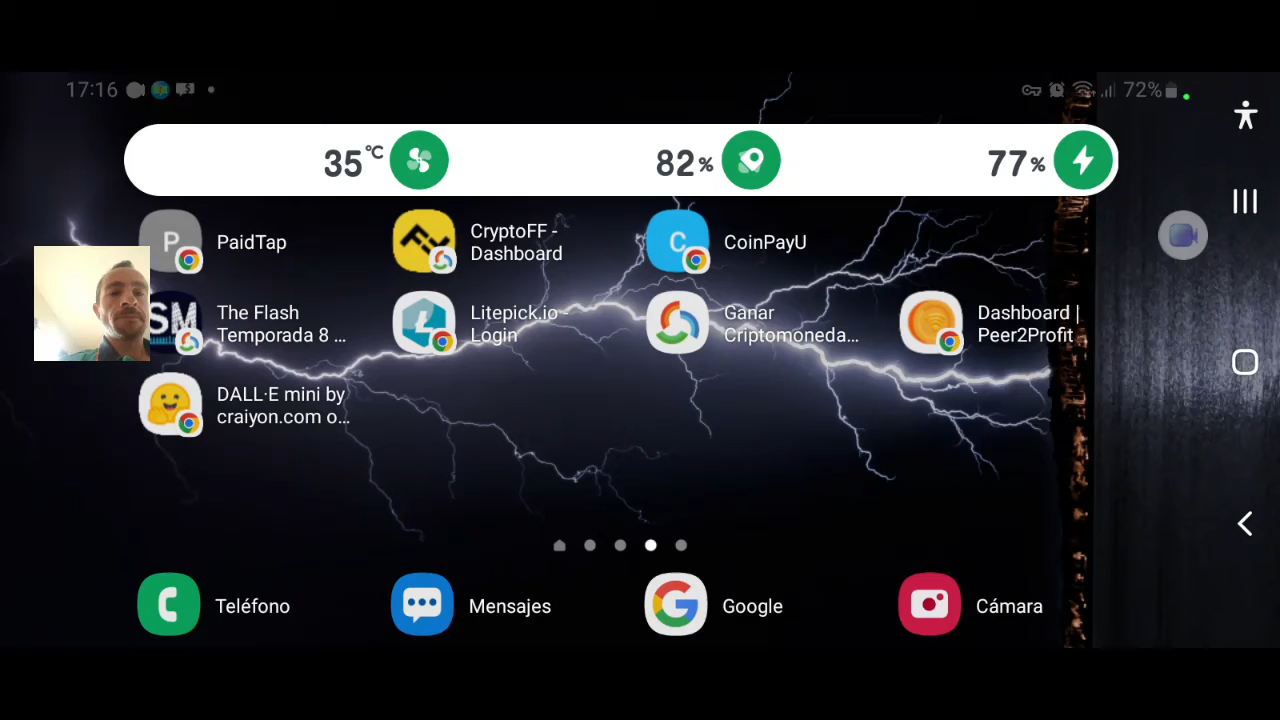 17:16
72%
35°C
82%
77%
P
PaidTap
CryptoFF -
Dashboard
C
CoinPayU
SM
The Flash
Temporada 8 ...
Litepick.io -
Login
Ganar
Criptomoneda...
Dashboard |
Peer2Profit
DALL·E mini by
craiyon.com o...
Teléfono
Mensajes
Google
Cámara